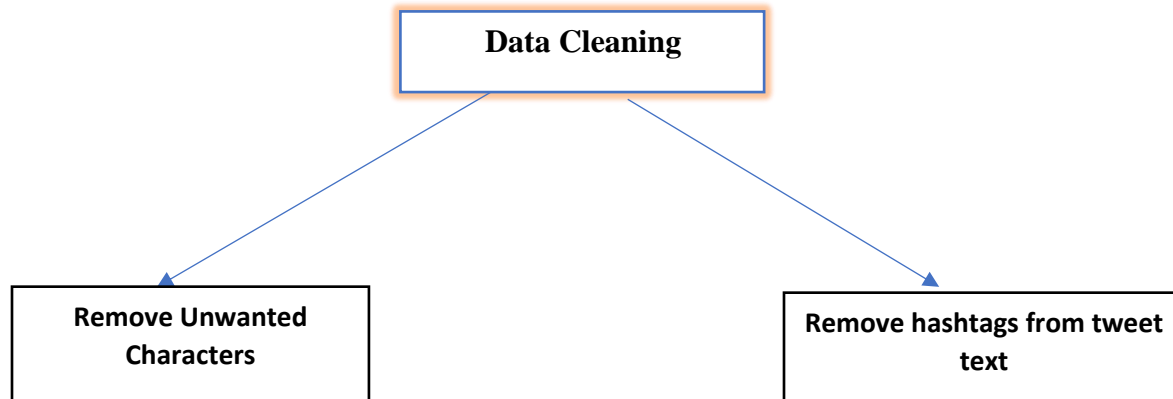 Data Cleaning
Remove Unwanted
Characters
Remove hashtags from tweet
text